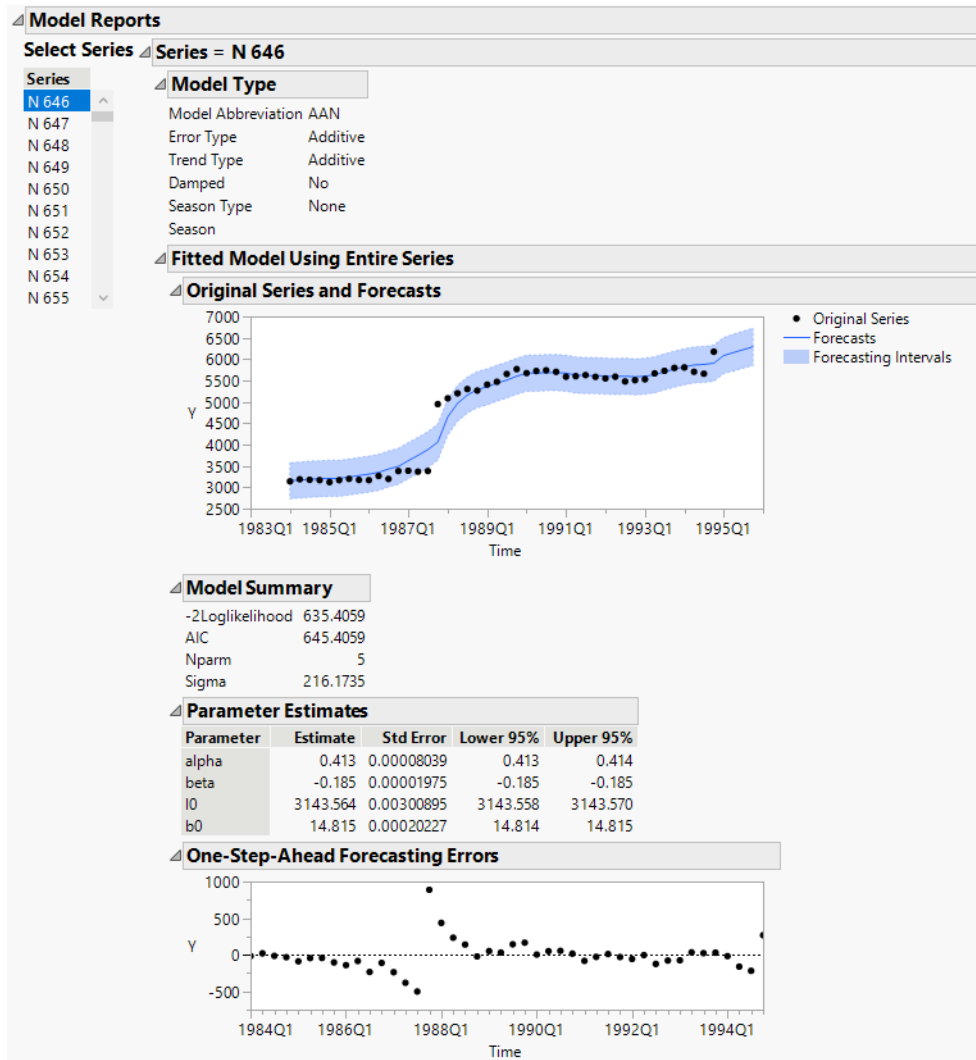 Model Reports
Select Series
Series
N 646
N 647
N 648
N 649
N 650
N 651
N 652
N 653
N 654
N 655
Series = N 646
Model Type
Model Abbreviation AAN
Error Type Additive
Trend Type Additive
Damped No
Season Type None
Season
Fitted Model Using Entire Series
Original Series and Forecasts
7000
6500
6000
5500
5000
4500
4000
3500
3000
2500
Y
1983Q1 1985Q1 1987Q1 1989Q1 1991Q1 1993Q1 1995Q1
Time
Original Series
Forecasts
Forecasting Intervals
Model Summary
-2Loglikelihood 635.4059
AIC 645.4059
Nparm 5
Sigma 216.1735
Parameter Estimates
Parameter Estimate Std Error Lower 95% Upper 95%
alpha 0.413 0.00008039 0.413 0.414
beta -0.185 0.00001975 -0.185 -0.185
l0 3143.564 0.00300895 3143.558 3143.570
b0 14.815 0.00020227 14.814 14.815
One-Step-Ahead Forecasting Errors
1000
500
0
-500
Y
1984Q1 1986Q1 1988Q1 1990Q1 1992Q1 1994Q1
Time